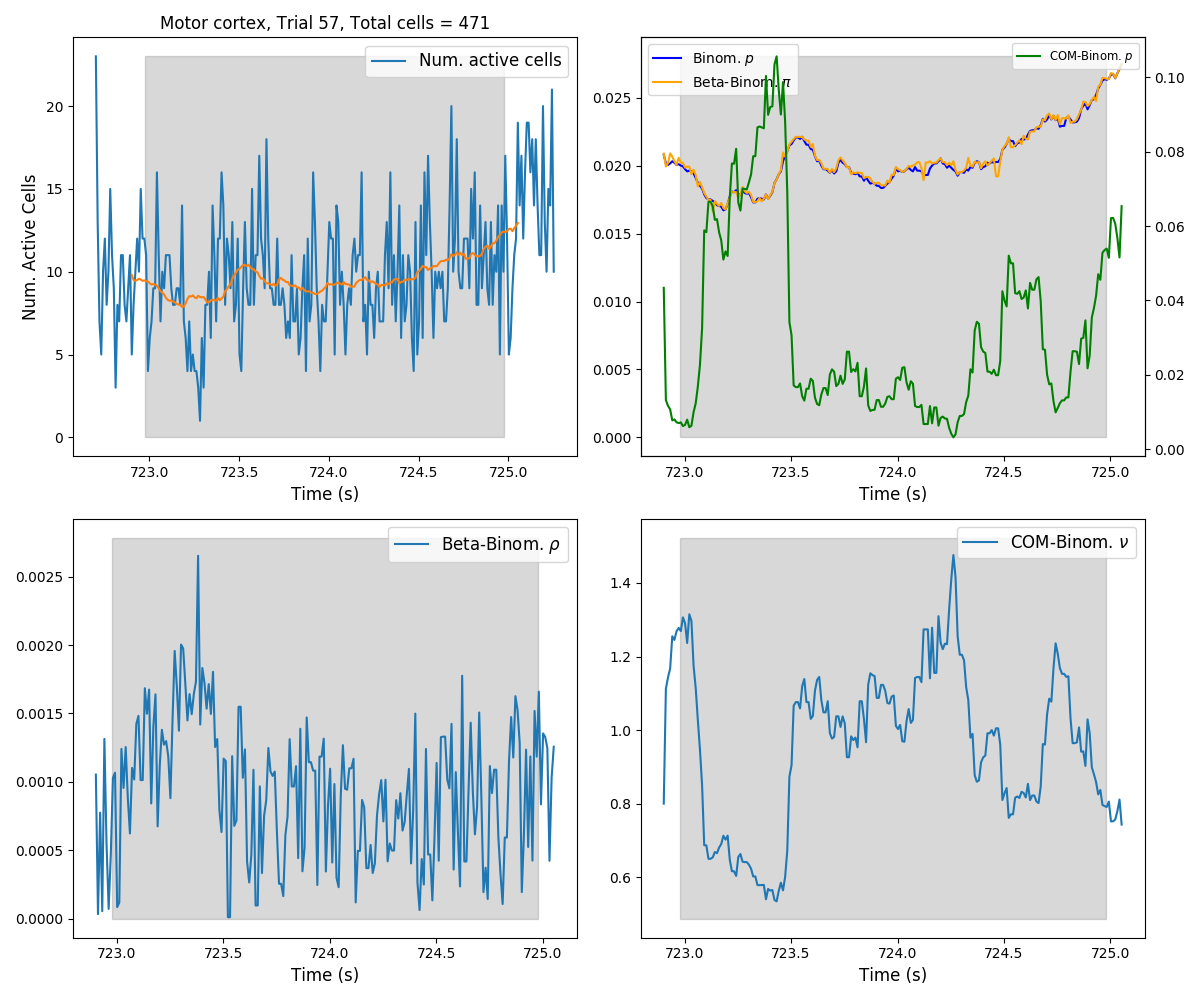 Motor cortex, Trial 57, Total cells = 471
Num. active cells
Num. Active Cells
20
15
10
5
0
723.0 723.5 724.0 724.5 725.0
Time (s)
Binom. p
Beta-Binom. π
COM-Binom. p
0.025
0.020
0.015
0.010
0.005
0.000
0.10
0.08
0.06
0.04
0.02
0.00
723.0 723.5 724.0 724.5 725.0
Time (s)
Beta-Binom. ρ
0.0025
0.0020
0.0015
0.0010
0.0005
0.0000
723.0 723.5 724.0 724.5 725.0
Time (s)
COM-Binom. ν
1.4
1.2
1.0
0.8
0.6
723.0 723.5 724.0 724.5 725.0
Time (s)